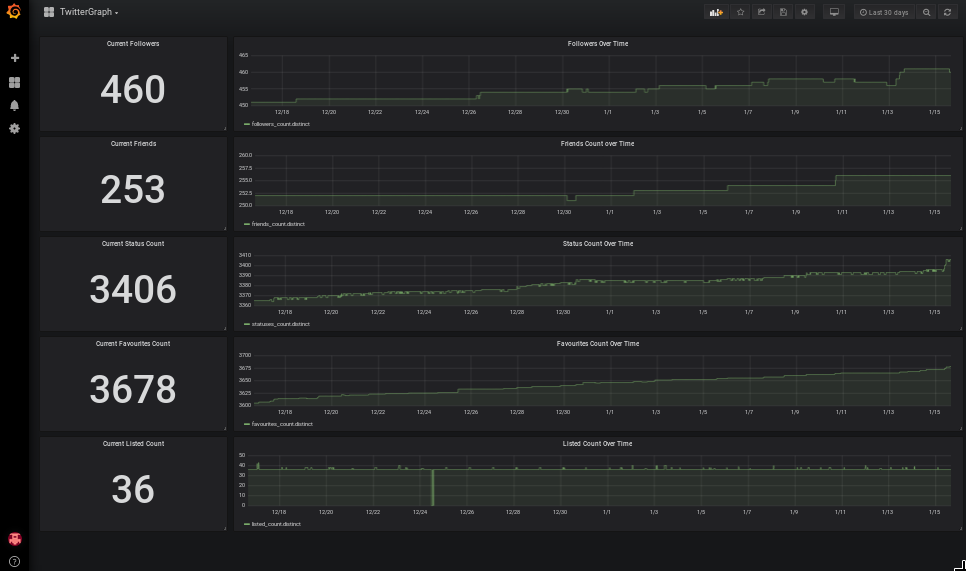 TwitterGraph
Last 30 days
Current Followers
460
Followers Over Time
465
460
455
450
12/18 12/20 12/22 12/24 12/26 12/28 12/30 1/1 1/3 1/5 1/7 1/9 1/11 1/13 1/15
followers_count.distinct
Current Friends
253
Friends Count over Time
260.0
257.5
255.0
252.5
250.0
12/18 12/20 12/22 12/24 12/26 12/28 12/30 1/1 1/3 1/5 1/7 1/9 1/11 1/13 1/15
friends_count.distinct
Current Status Count
3406
Status Count Over Time
3410
3400
3390
3380
3370
3360
12/18 12/20 12/22 12/24 12/26 12/28 12/30 1/1 1/3 1/5 1/7 1/9 1/11 1/13 1/15
statuses_count.distinct
Current Favourites Count
3678
Favourites Count Over Time
3700
3675
3650
3625
3600
12/18 12/20 12/22 12/24 12/26 12/28 12/30 1/1 1/3 1/5 1/7 1/9 1/11 1/13 1/15
favourites_count.distinct
Current Listed Count
36
Listed Count Over Time
50
40
30
20
10
0
12/18 12/20 12/22 12/24 12/26 12/28 12/30 1/1 1/3 1/5 1/7 1/9 1/11 1/13 1/15
listed_count.distinct